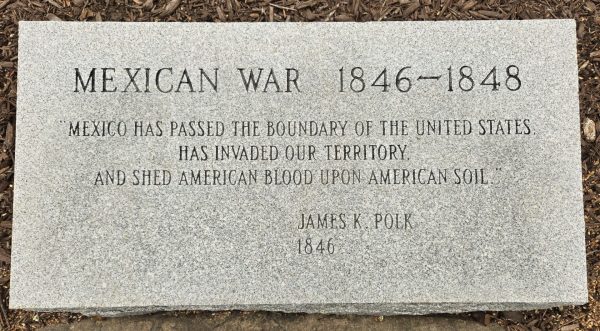 MEXICAN WAR 1846-1848
"MEXICO HAS PASSED THE BOUNDARY OF THE UNITED STATES,
HAS INVADED OUR TERRITORY,
AND SHED AMERICAN BLOOD UPON AMERICAN SOIL."
JAMES K. POLK
1846